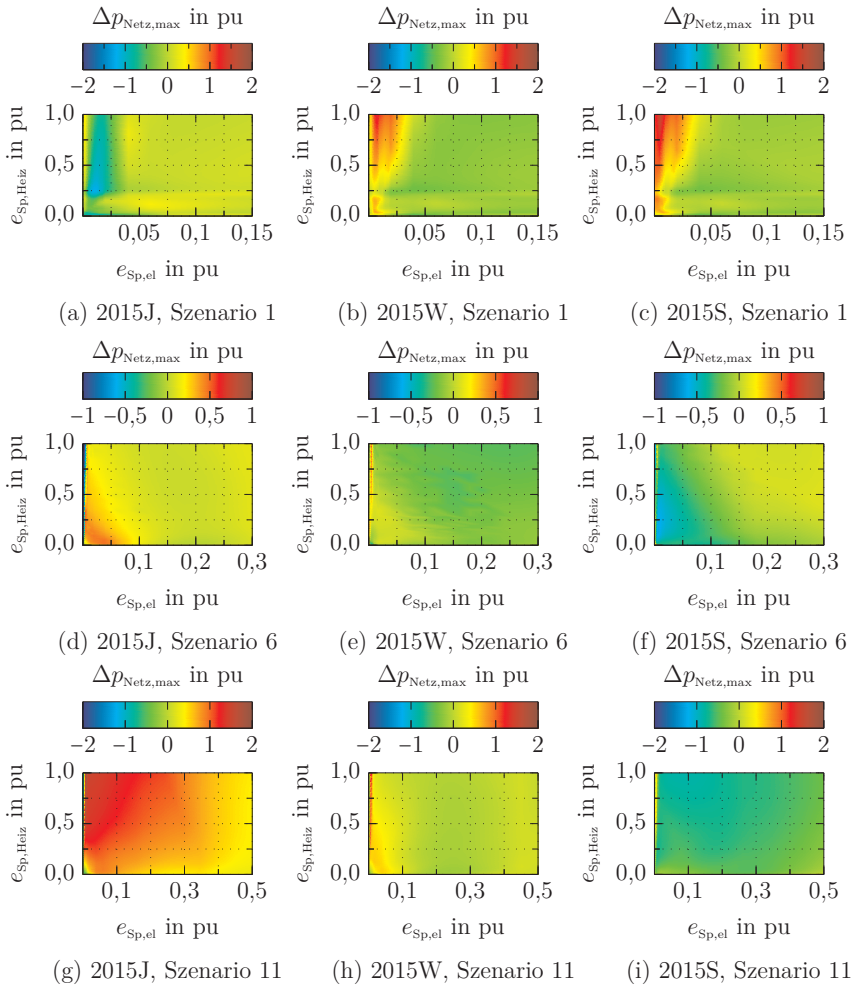 Δp_Netz,max in pu Δp_Netz,max in pu Δp_Netz,max in pu
−2 −1 0 1 2 −2 −1 0 1 2 −2 −1 0 1 2
e_Sp,Heiz in pu e_Sp,Heiz in pu e_Sp,Heiz in pu
1,0 1,0 1,0
0,5 0,5 0,5
0,0 0,0 0,0
0,05 0,1 0,15 0,05 0,1 0,15 0,05 0,1 0,15
e_Sp,el in pu e_Sp,el in pu e_Sp,el in pu
(a) 2015J, Szenario 1 (b) 2015W, Szenario 1 (c) 2015S, Szenario 1
Δp_Netz,max in pu Δp_Netz,max in pu Δp_Netz,max in pu
−1 −0,5 0 0,5 1 −1 −0,5 0 0,5 1 −1 −0,5 0 0,5 1
e_Sp,Heiz in pu e_Sp,Heiz in pu e_Sp,Heiz in pu
1,0 1,0 1,0
0,5 0,5 0,5
0,0 0,0 0,0
0,1 0,2 0,3 0,1 0,2 0,3 0,1 0,2 0,3
e_Sp,el in pu e_Sp,el in pu e_Sp,el in pu
(d) 2015J, Szenario 6 (e) 2015W, Szenario 6 (f) 2015S, Szenario 6
Δp_Netz,max in pu Δp_Netz,max in pu Δp_Netz,max in pu
−2 −1 0 1 2 −2 −1 0 1 2 −2 −1 0 1 2
e_Sp,Heiz in pu e_Sp,Heiz in pu e_Sp,Heiz in pu
1,0 1,0 1,0
0,5 0,5 0,5
0,0 0,0 0,0
0,1 0,3 0,5 0,1 0,3 0,5 0,1 0,3 0,5
e_Sp,el in pu e_Sp,el in pu e_Sp,el in pu
(g) 2015J, Szenario 11 (h) 2015W, Szenario 11 (i) 2015S, Szenario 11